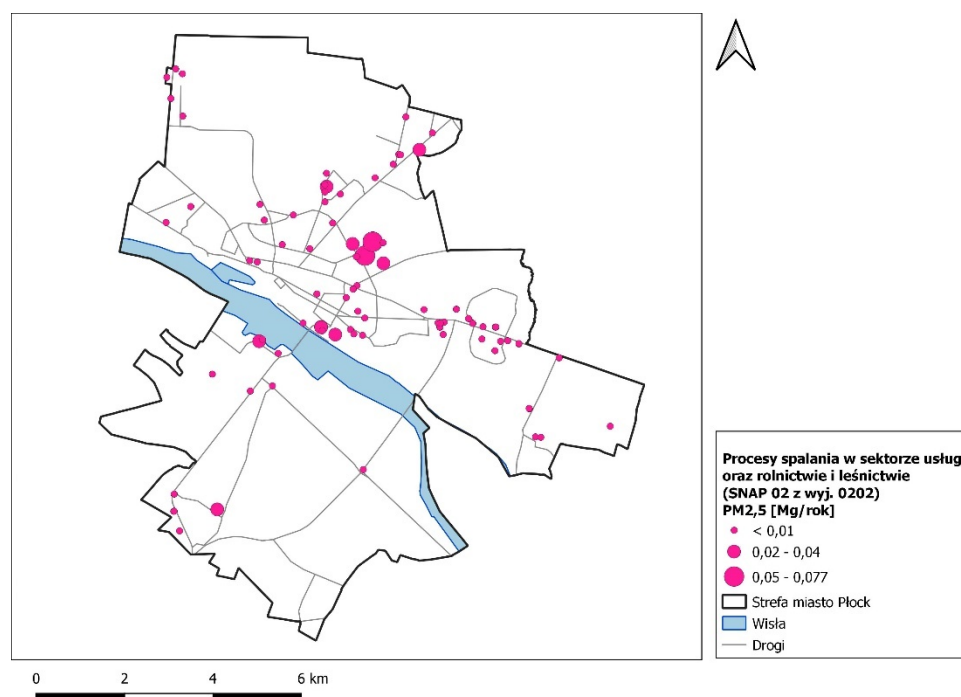 Procesy spalania w sektorze usług
oraz rolnictwie i leśnictwie
(SNAP 02 z wyj. 0202)
PM2,5 [Mg/rok]
< 0,01
0,02 - 0,04
0,05 - 0,077
Strefa miasto Płock
Wisła
Drogi
0 2 4 6 km